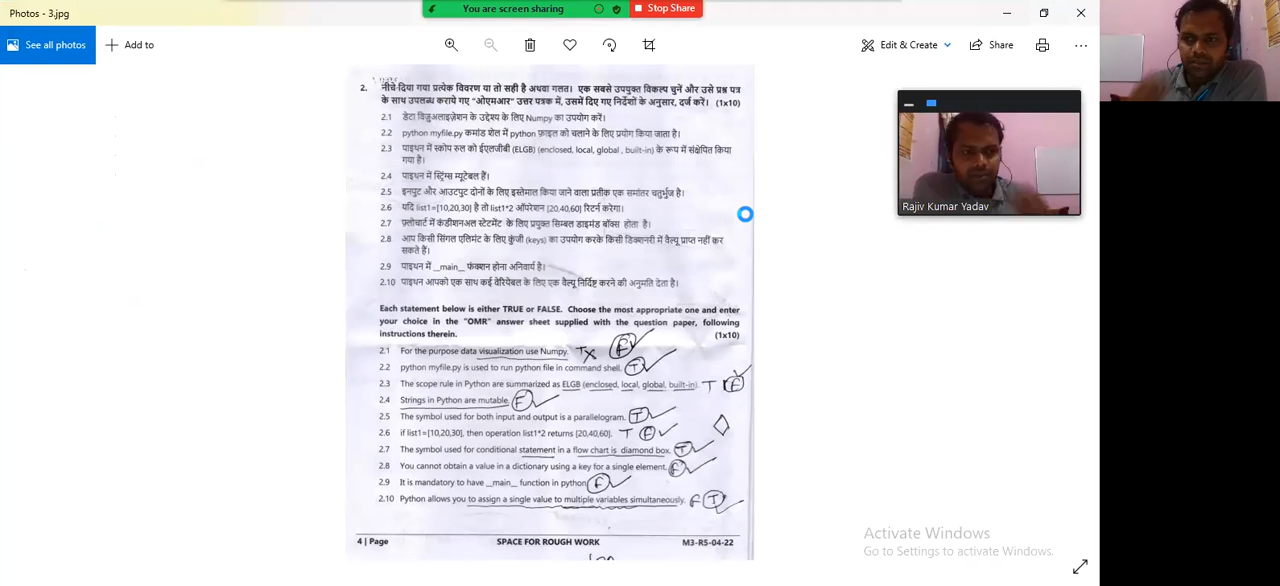 Photos - 3.jpg
You are screen sharing
Stop Share
See all photos
Add to
Edit & Create
Share
2. नीचे दिया गया प्रत्येक विवरण या तो सही है अथवा गलत। एक सबसे उपयुक्त विकल्प चुनें और उसे प्रश्न पत्र
के साथ उपलब्ध कराये गए "ओएमआर" उत्तर पत्रक में, उसमें दिए गए निर्देशों के अनुसार, दर्ज करें। (1x10)
2.1 डेटा विज़ुअलाइज़ेशन के उद्देश्य के लिए Numpy का उपयोग करें।
2.2 python myfile.py कमांड शेल में python फ़ाइल को चलाने के लिए प्रयोग किया जाता है।
2.3 पाइथन में स्कोप रुल को ईएलजीबी (ELGB) (enclosed, local, global , built-in) के रूप में संक्षेपित किया
गया है।
2.4 पाइथन में स्ट्रिंग्स म्यूटेबल हैं।
2.5 इनपुट और आउटपुट दोनों के लिए इस्तेमाल किया जाने वाला प्रतीक एक समांतर चतुर्भुज है।
2.6 यदि list1=[10,20,30] है तो list1*2 ऑपरेशन [20,40,60] रिटर्न करेगा।
2.7 फ़्लोचार्ट में कंडीशनअल स्टेटमेंट के लिए प्रयुक्त सिम्बल डाइमंड बॉक्स होता है।
2.8 आप किसी सिंगल एलिमेंट के लिए कुंजी (keys) का उपयोग करके किसी डिक्शनरी में वैल्यू प्राप्त नहीं कर
सकते हैं।
2.9 पाइथन में __main__ फंक्शन होना अनिवार्य है।
2.10 पाइथन आपको एक साथ कई वेरियेबल के लिए एक वैल्यू निर्दिष्ट करने की अनुमति देता है।
Each statement below is either TRUE or FALSE. Choose the most appropriate one and enter
your choice in the "OMR" answer sheet supplied with the question paper, following
instructions therein. (1x10)
2.1 For the purpose data visualization use Numpy. T F
2.2 python myfile.py is used to run python file in command shell. T
2.3 The scope rule in Python are summarized as ELGB (enclosed, local, global, built-in). T F
2.4 Strings in Python are mutable. F
2.5 The symbol used for both input and output is a parallelogram. T
2.6 if list1=[10,20,30], then operation list1*2 returns [20,40,60]. T F
2.7 The symbol used for conditional statement in a flow chart is diamond box. T
2.8 You cannot obtain a value in a dictionary using a key for a single element. F
2.9 It is mandatory to have __main__ function in python F
2.10 Python allows you to assign a single value to multiple variables simultaneously. F T
4 | Page SPACE FOR ROUGH WORK M3-R5-04-22
Rajiv Kumar Yadav
Activate Windows
Go to Settings to activate Windows.